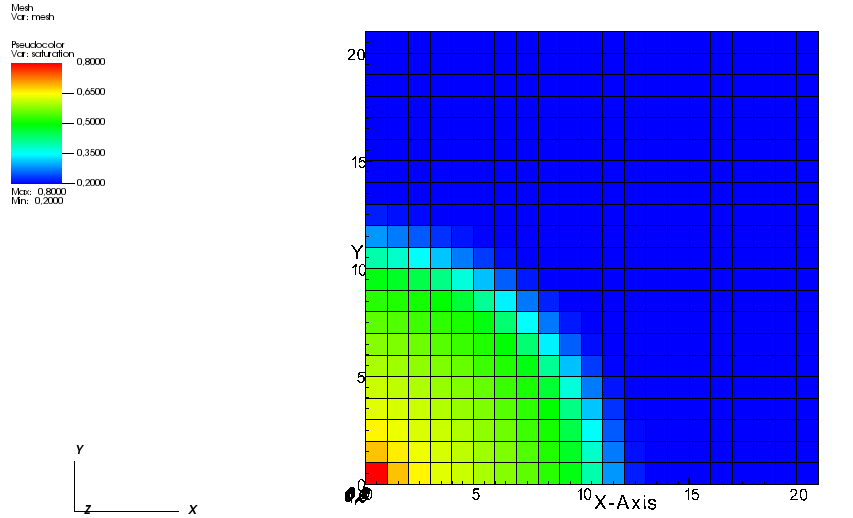 Mesh
Var: mesh
Pseudocolor
Var: saturation
0,8000
0,6500
0,5000
0,3500
0,2000
Max: 0,8000
Min: 0,2000
20
15
Y
10
5
0
5
10
15
20
X-Axis
Y
Z
X